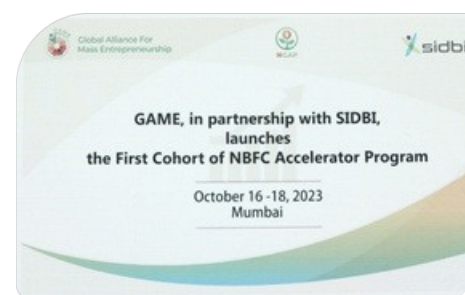 Global Alliance For
Mass Entrepreneurship
NGAP
sidbi
GAME, in partnership with SIDBI,
launches
the First Cohort of NBFC Accelerator Program
October 16 -18, 2023
Mumbai